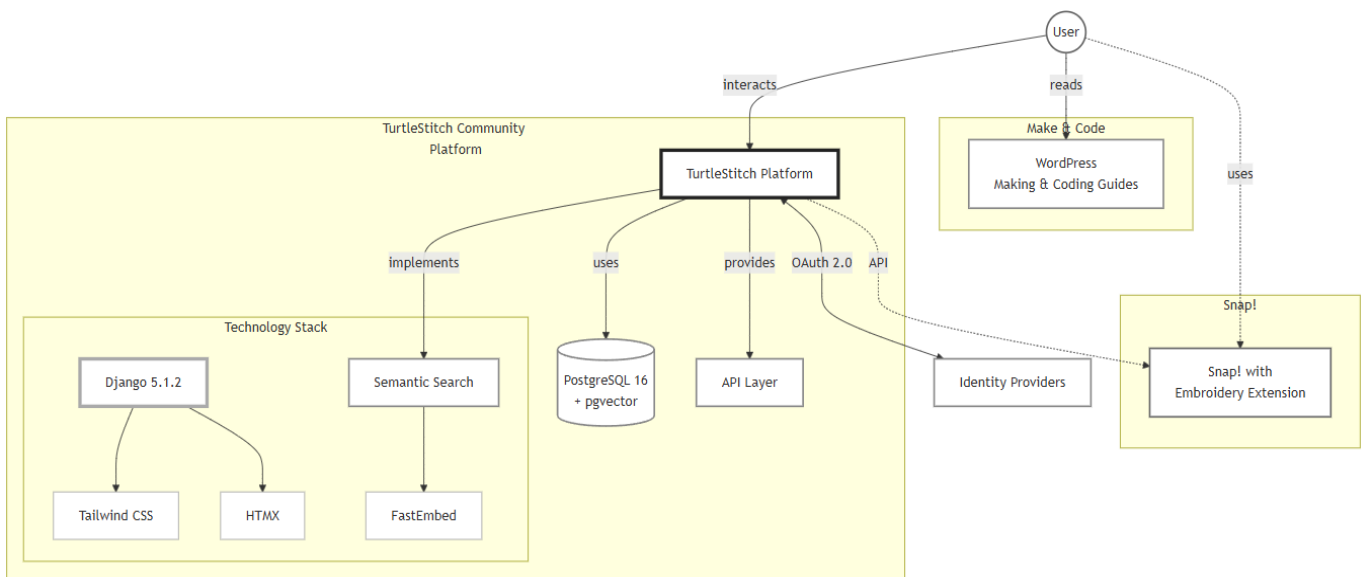 User
interacts
reads
TurtleStitch Community
Platform
Make & Code
TurtleStitch Platform
WordPress
Making & Coding Guides
uses
implements
uses
provides
OAuth 2.0
API
Technology Stack
Snap!
Django 5.1.2
Semantic Search
PostgreSQL 16
+ pgvector
API Layer
Identity Providers
Snap! with
Embroidery Extension
Tailwind CSS
HTMX
FastEmbed